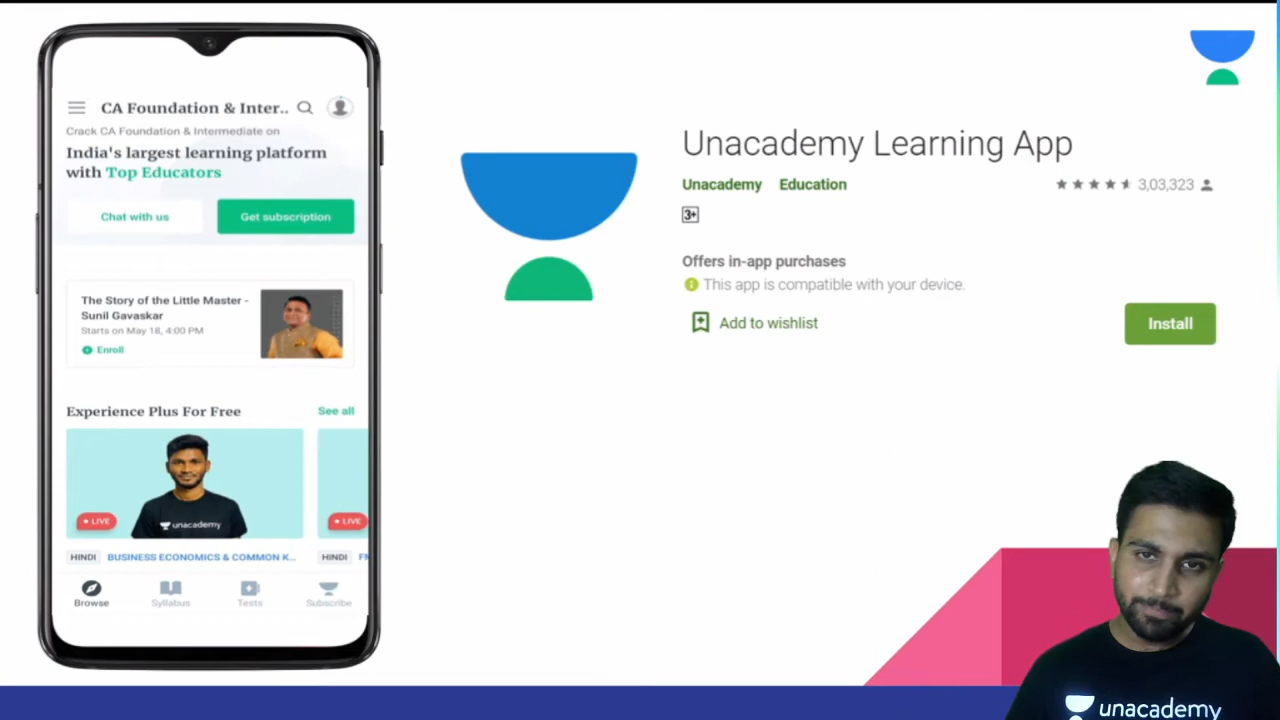 CA Foundation & Inter..
Crack CA Foundation & Intermediate on
India's largest learning platform
with Top Educators
Chat with us
Get subscription
The Story of the Little Master -
Sunil Gavaskar
Starts on May 18, 4:00 PM
Enroll
Experience Plus For Free
See all
unacademy
LIVE
LIVE
HINDI BUSINESS ECONOMICS & COMMON K...
HINDI
Browse
Syllabus
Tests
Subscribe
Unacademy Learning App
Unacademy Education
3,03,323
3+
Offers in-app purchases
This app is compatible with your device.
Add to wishlist
Install
unacademy